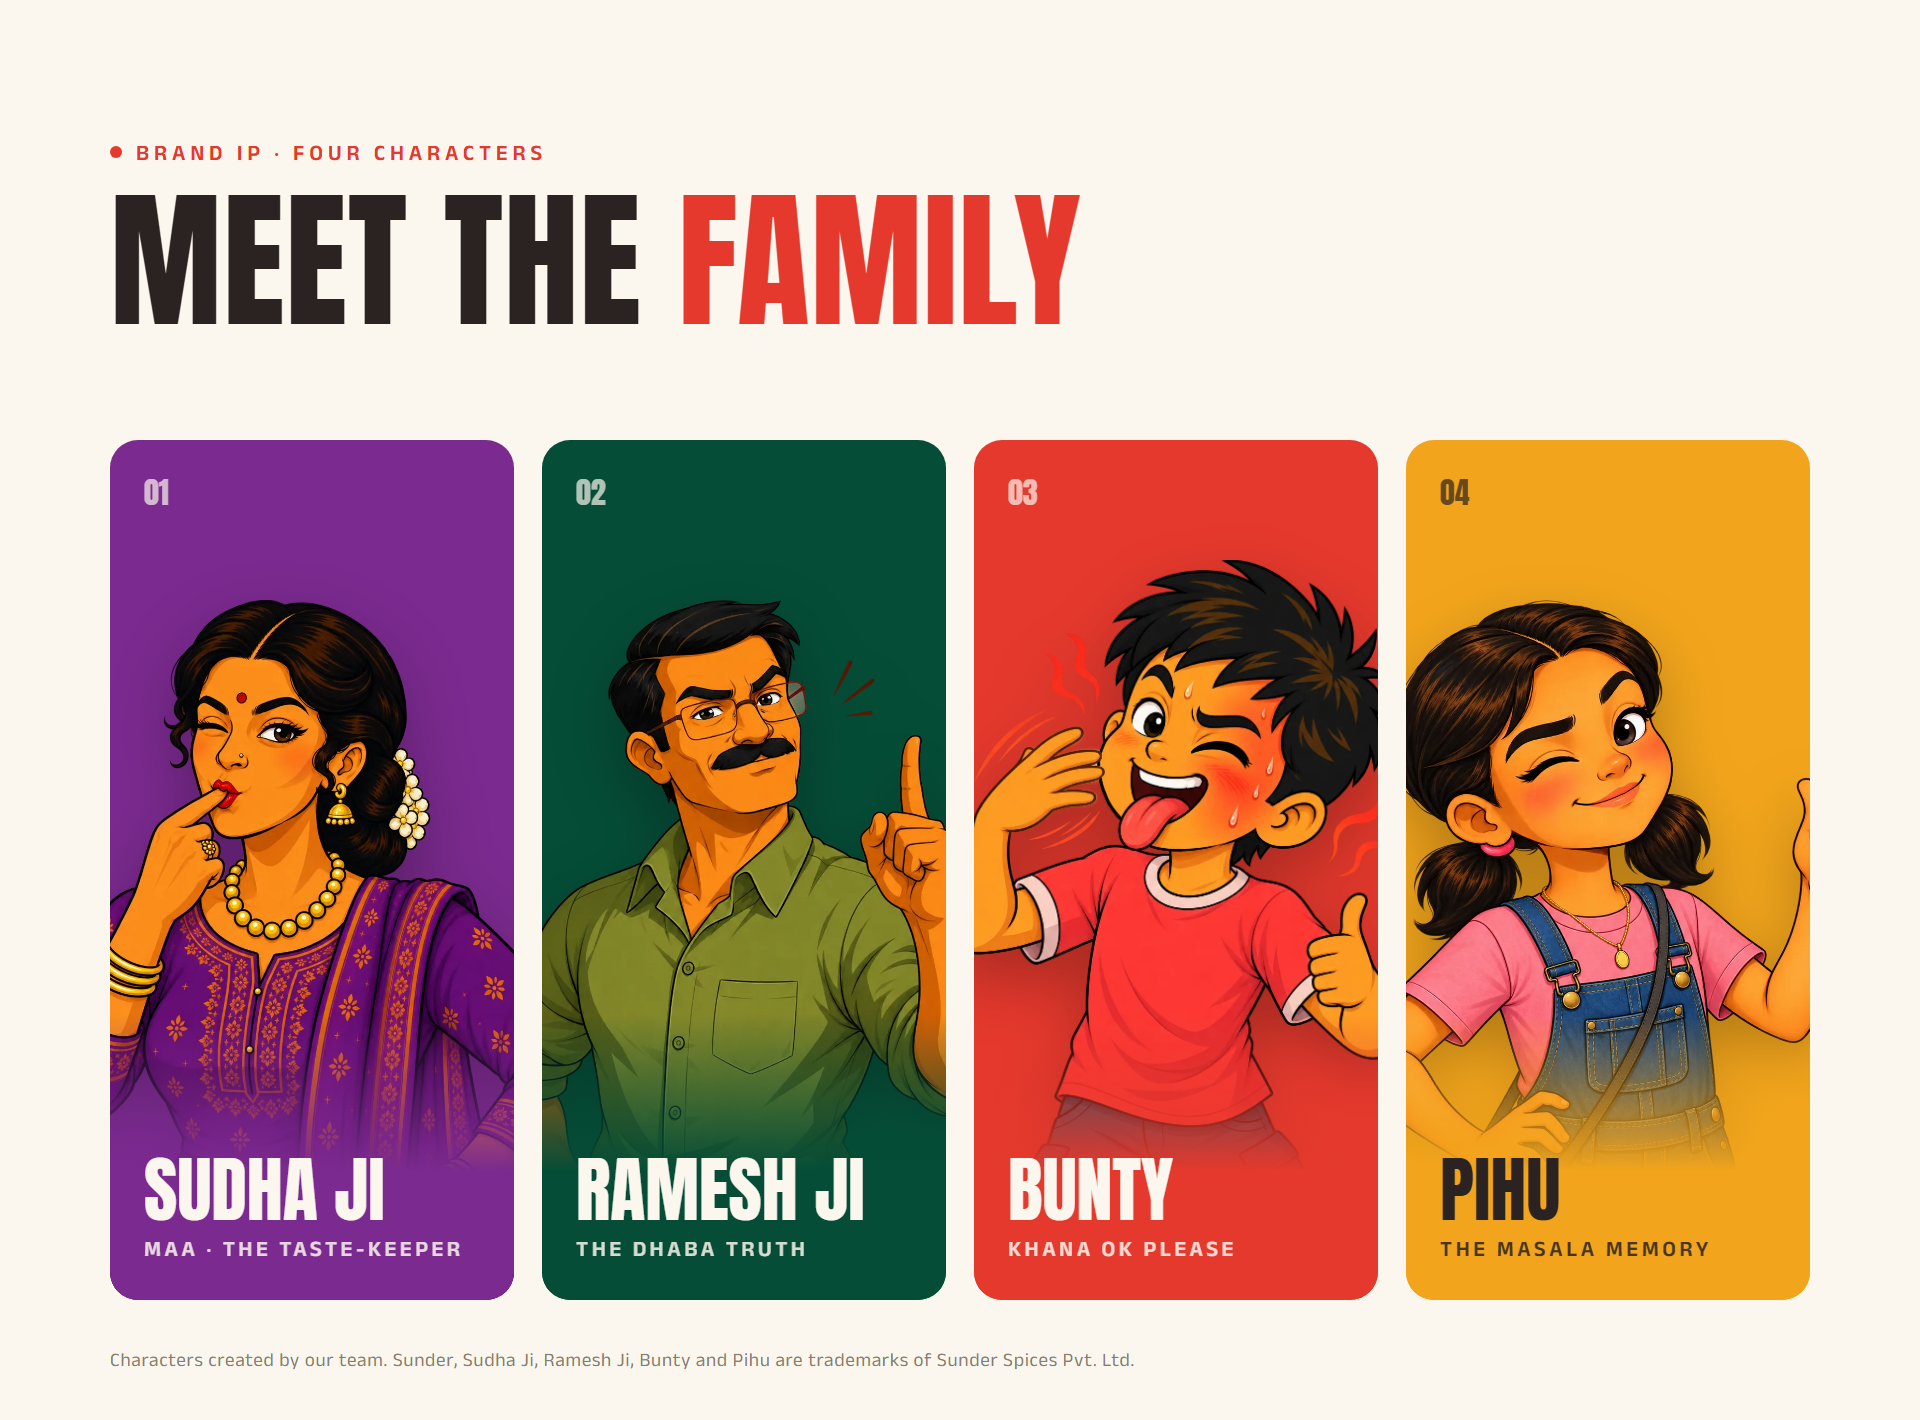 BRAND IP · FOUR CHARACTERS
MEET THE FAMILY
01
SUDHA JI
MAA · THE TASTE-KEEPER
02
RAMESH JI
THE DHABA TRUTH
03
BUNTY
KHANA OK PLEASE
04
PIHU
THE MASALA MEMORY
Characters created by our team. Sunder, Sudha Ji, Ramesh Ji, Bunty and Pihu are trademarks of Sunder Spices Pvt. Ltd.